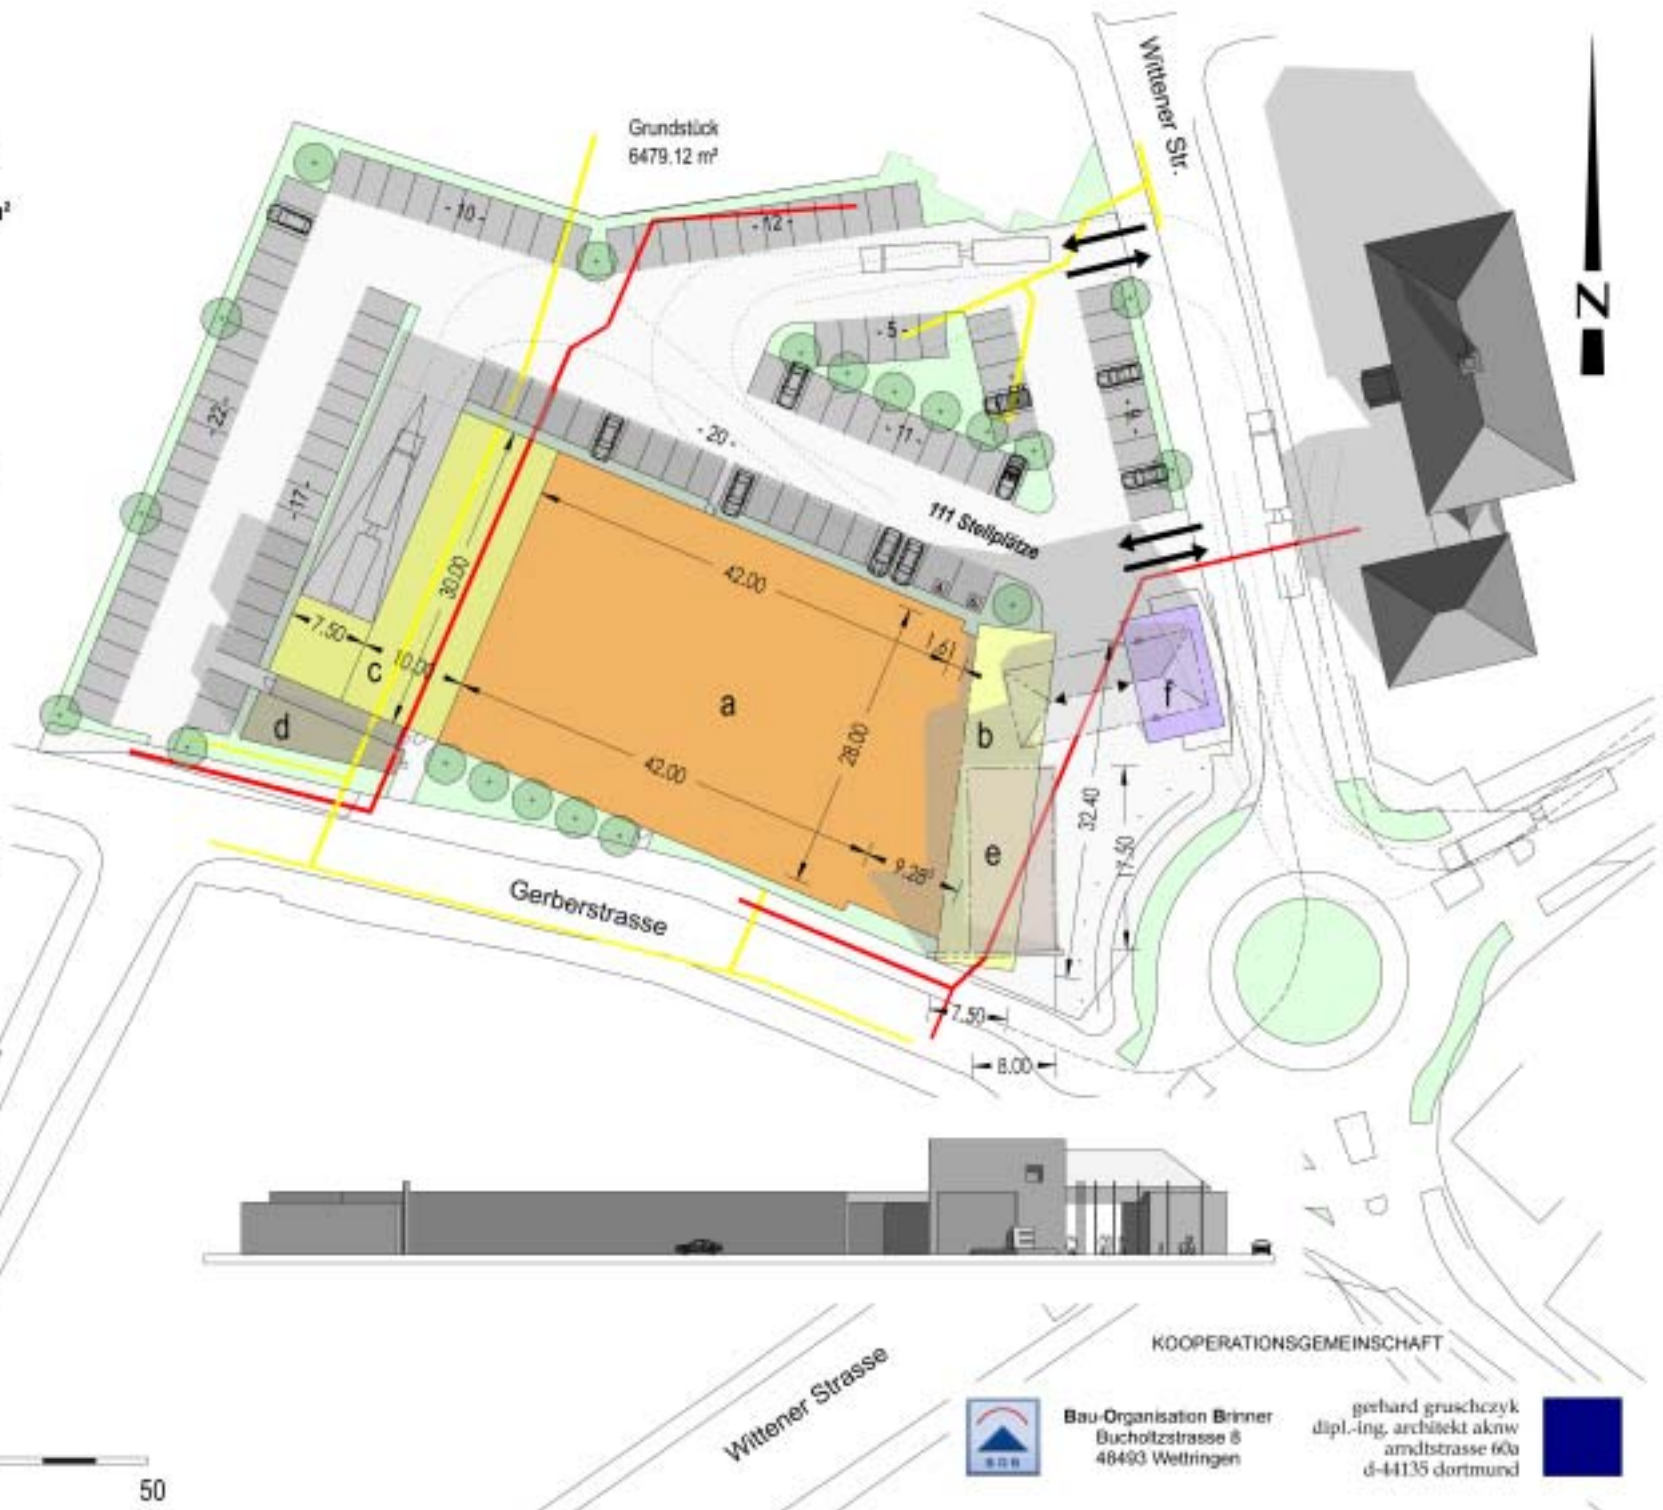 Wittener Str.
Grundstück
6479.12 m²
m²
- 10 -
- 12 -
N
- 5 -
- 22 -
- 17 -
- 20 -
- 11 -
111 Stellplätze
42.00
30.00
7.50
10.00
1.61
c
a
b
f
d
28.00
42.00
32.40
17.50
e
9.28⁵
Gerberstrasse
7.50
8.00
Wittener Strasse
KOOPERATIONSGEMEINSCHAFT
BOB
Bau-Organisation Brinner
Bucholtzstrasse 8
48493 Wettringen
gerhard gruschczyk
dipl.-ing. architekt aknw
arndtstrasse 60a
d-44135 dortmund
50